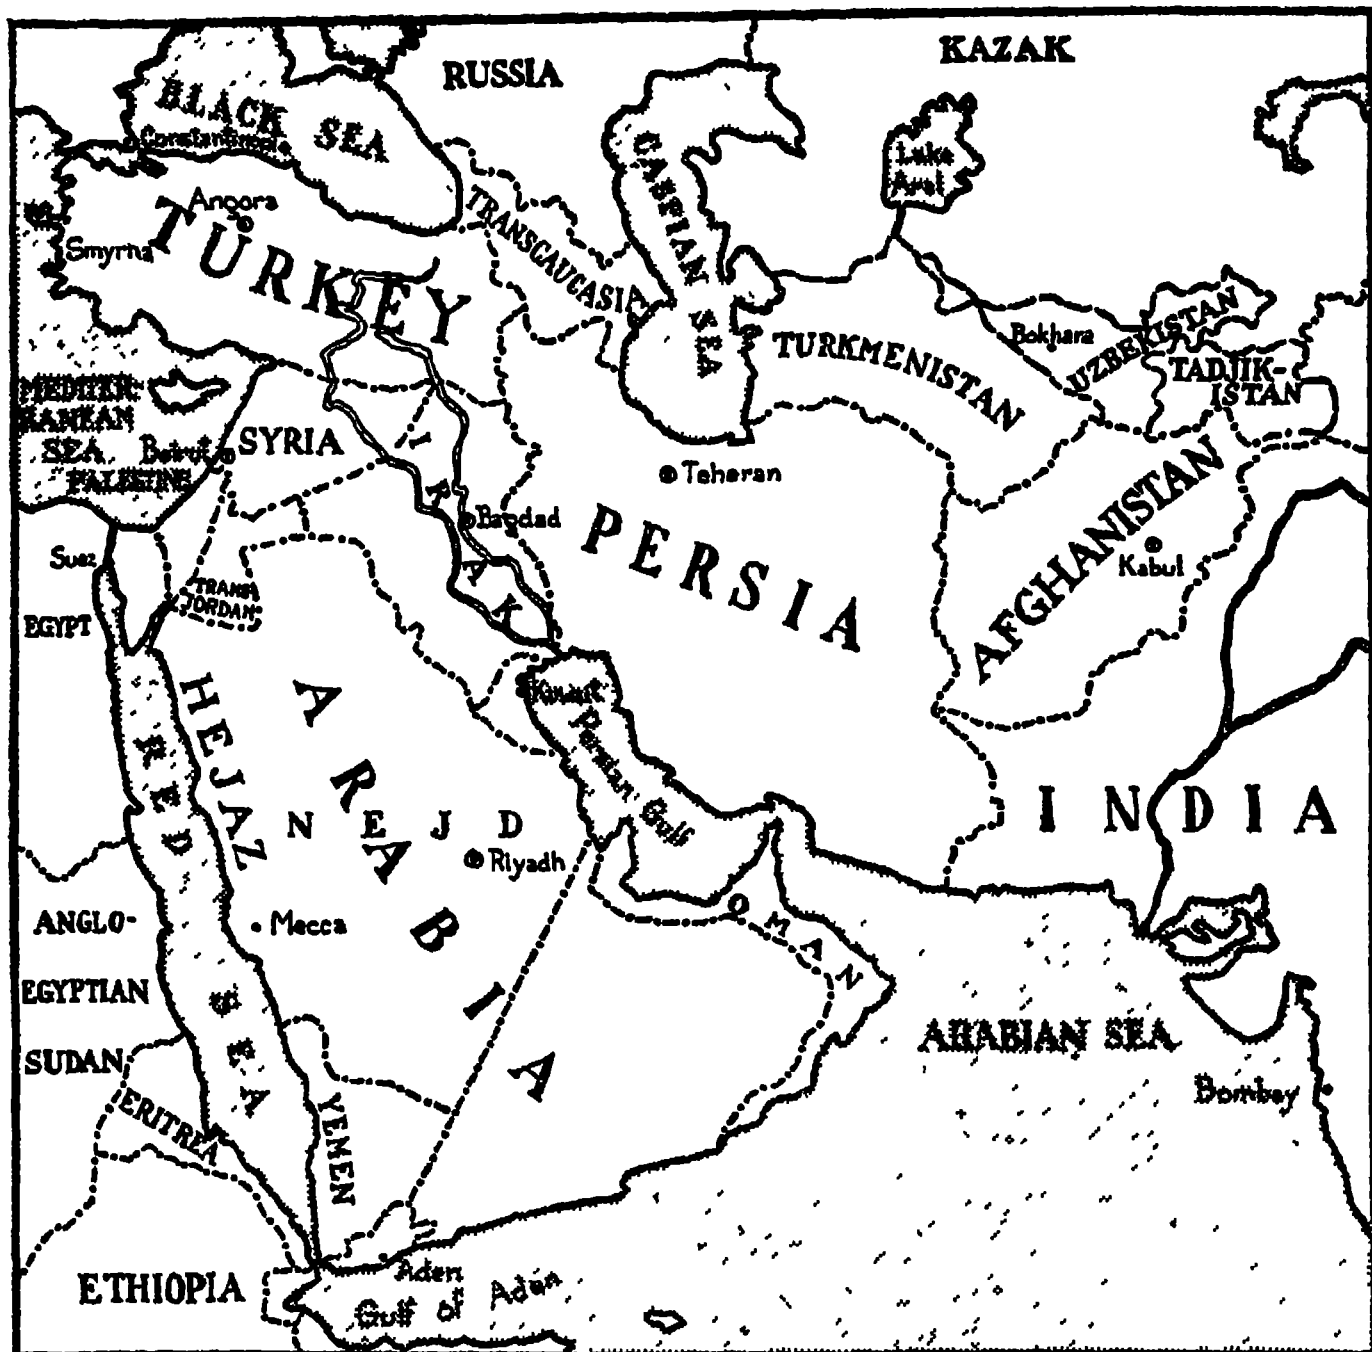 RUSSIA
KAZAK
BLACK SEA
Constantinople
CASPIAN SEA
Lake
Aral
Angora
TRANSCAUCASIA
Smyrna
TURKEY
Bokhara
UZBEKISTAN
TURKMENISTAN
TADJIK-
ISTAN
MEDITER-
RANEAN
SEA
Beirut
SYRIA
PALESTINE
Teheran
IRAK
Bagdad
PERSIA
AFGHANISTAN
Kabul
Suez
TRANS
JORDAN
EGYPT
HEJAZ
ARABIA
Kuwait
Persian Gulf
RED SEA
NEJD
Riyadh
INDIA
OMAN
ANGLO-
EGYPTIAN
SUDAN
Mecca
ARABIAN SEA
Bombay
ERITREA
YEMEN
ETHIOPIA
Aden
Gulf of Aden